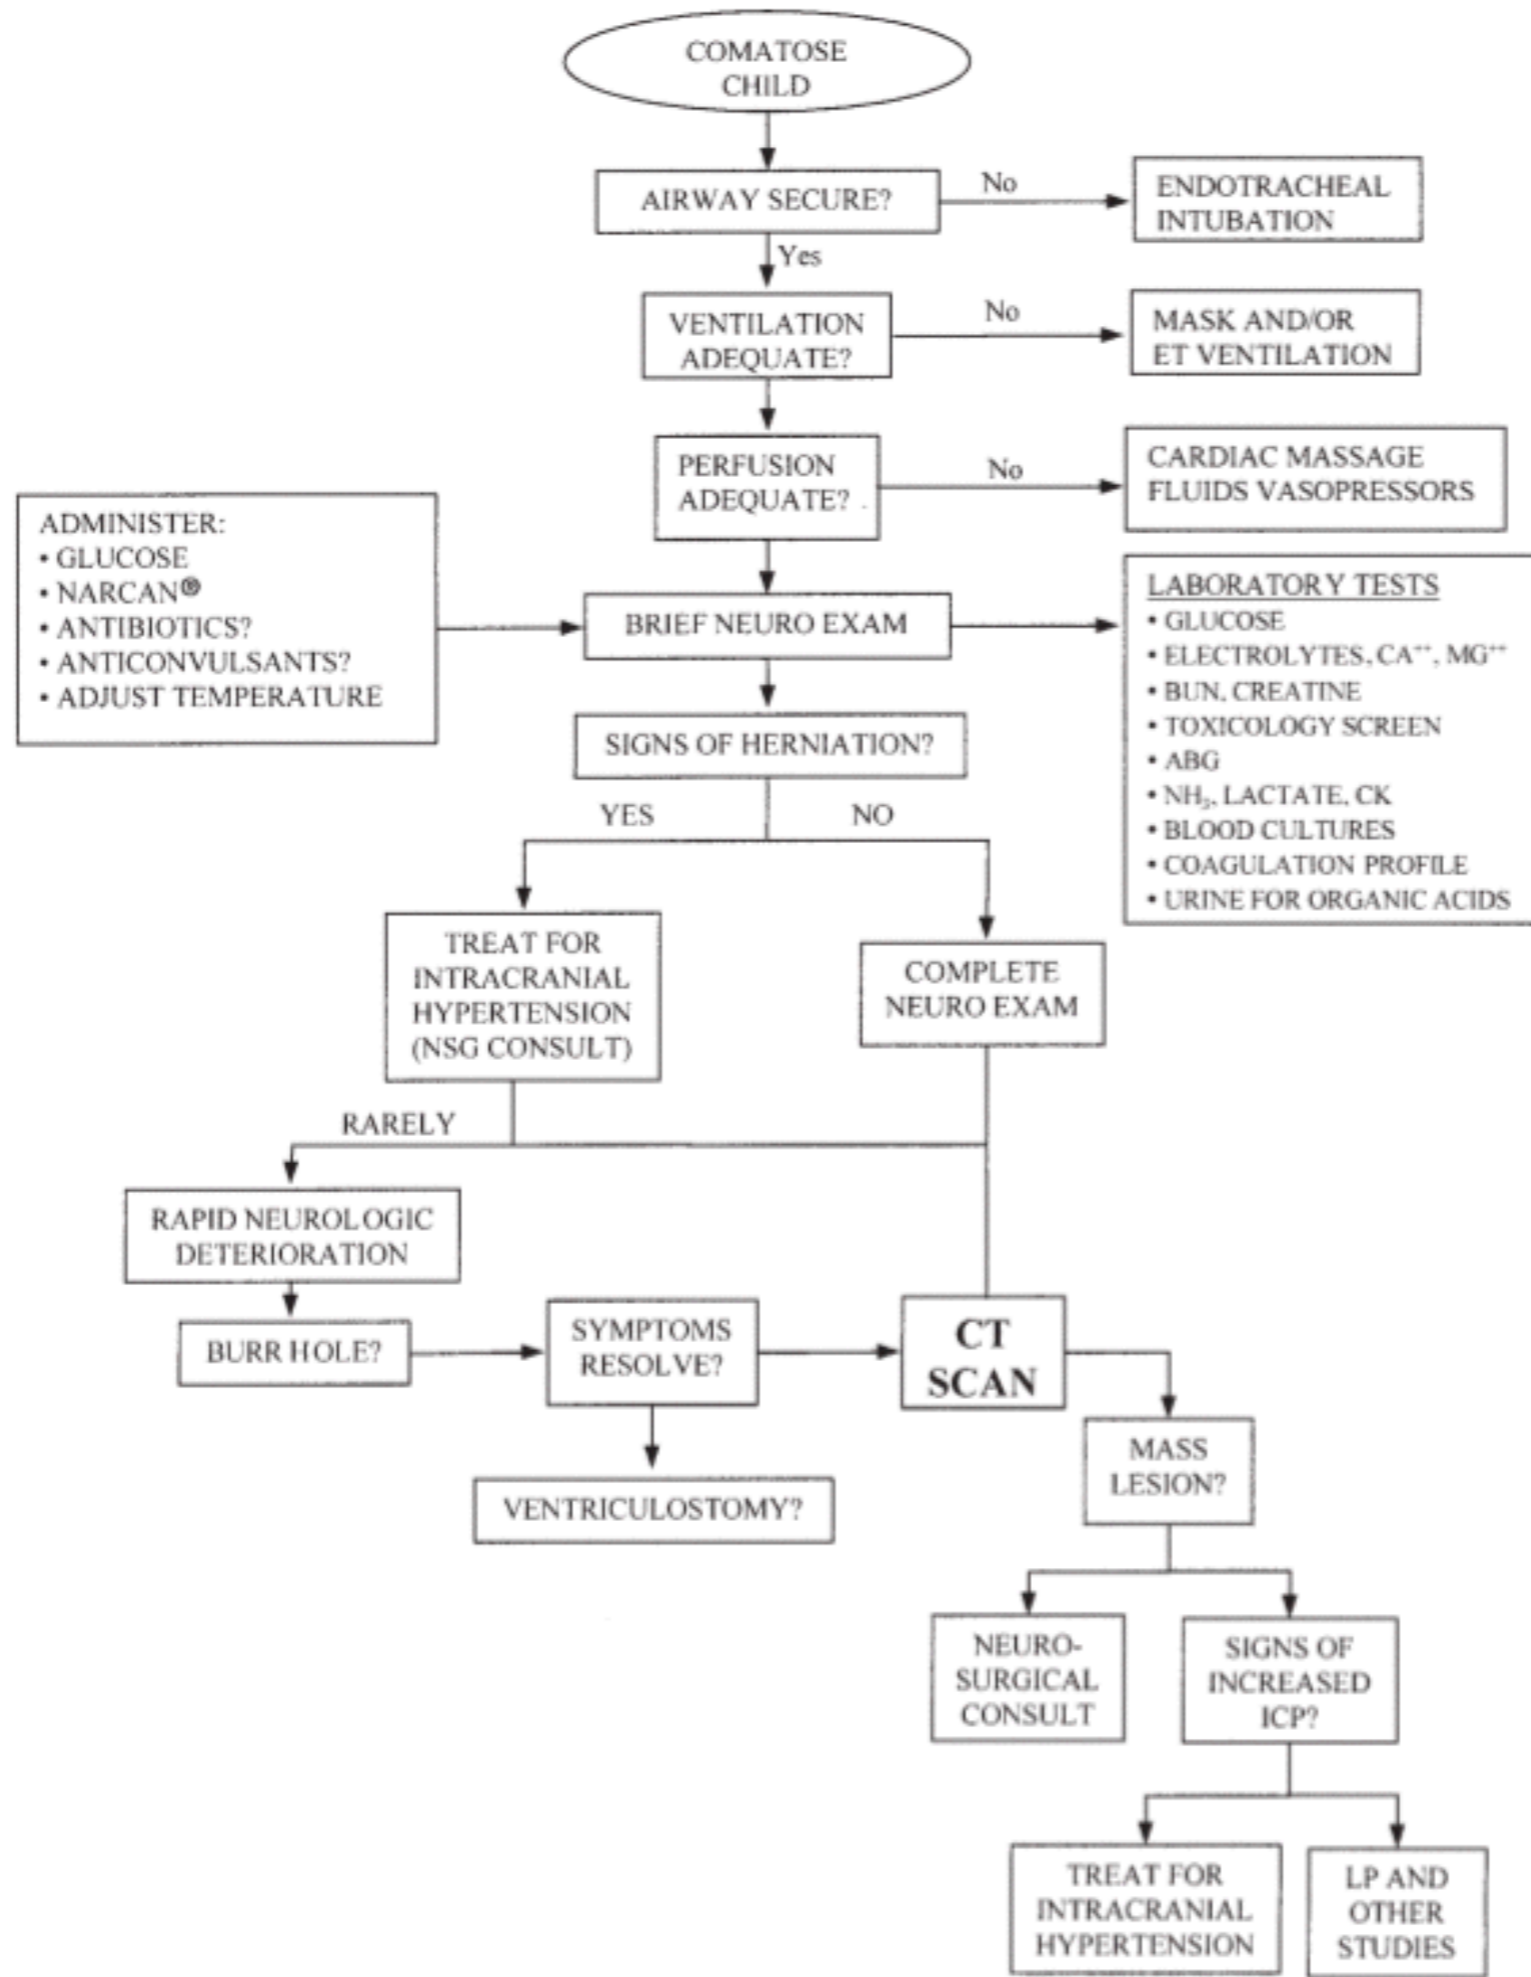 COMATOSE
CHILD
AIRWAY SECURE?
No
ENDOTRACHEAL
INTUBATION
Yes
VENTILATION
ADEQUATE?
No
MASK AND/OR
ET VENTILATION
PERFUSION
ADEQUATE?
No
CARDIAC MASSAGE
FLUIDS VASOPRESSORS
ADMINISTER:
• GLUCOSE
• NARCAN®
• ANTIBIOTICS?
• ANTICONVULSANTS?
• ADJUST TEMPERATURE
BRIEF NEURO EXAM
LABORATORY TESTS
• GLUCOSE
• ELECTROLYTES, CA⁺⁺, MG⁺⁺
• BUN, CREATINE
• TOXICOLOGY SCREEN
• ABG
• NH₃, LACTATE, CK
• BLOOD CULTURES
• COAGULATION PROFILE
• URINE FOR ORGANIC ACIDS
SIGNS OF HERNIATION?
YES
NO
TREAT FOR
INTRACRANIAL
HYPERTENSION
(NSG CONSULT)
COMPLETE
NEURO EXAM
RARELY
RAPID NEUROLOGIC
DETERIORATION
BURR HOLE?
SYMPTOMS
RESOLVE?
CT
SCAN
VENTRICULOSTOMY?
MASS
LESION?
NEURO-
SURGICAL
CONSULT
SIGNS OF
INCREASED
ICP?
TREAT FOR
INTRACRANIAL
HYPERTENSION
LP AND
OTHER
STUDIES